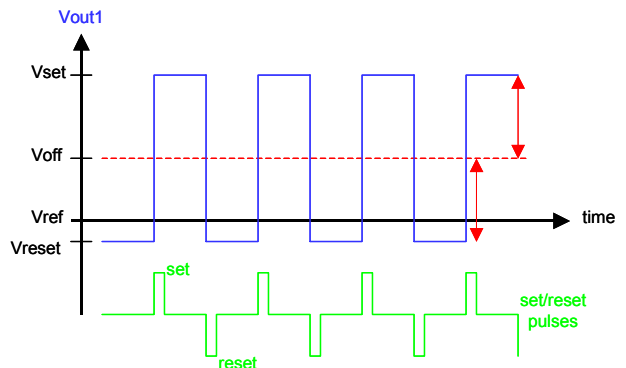 Vout1
Vset
Voff
Vref
time
Vreset
set
set/reset
pulses
reset